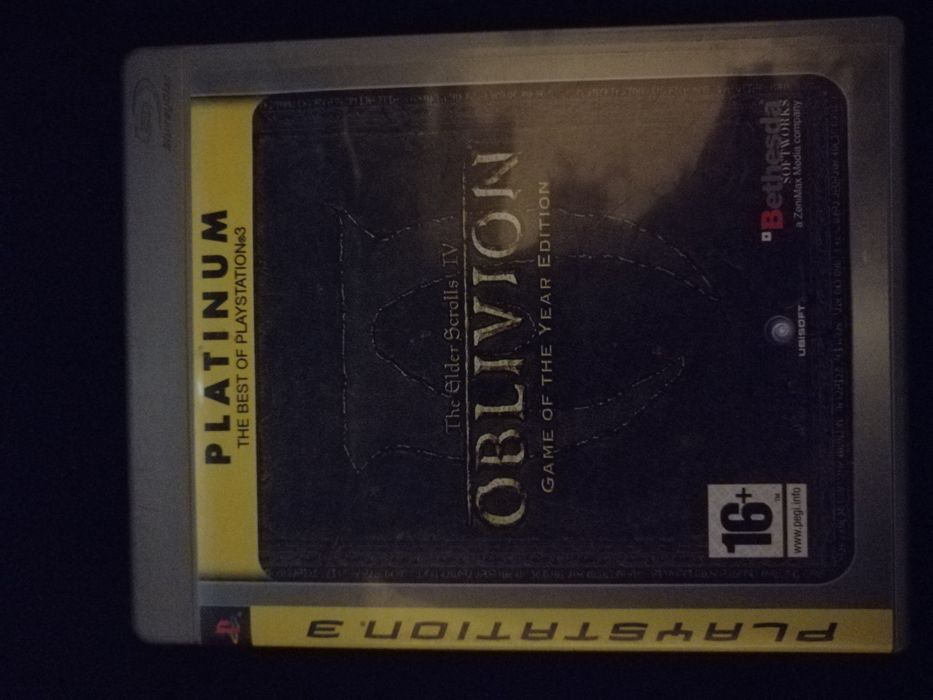 PLATINUM
THE BEST OF PLAYSTATION®3
The Elder Scrolls IV
OBLIVION
GAME OF THE YEAR EDITION
16+
™
www.pegi.info
UBISOFT
Bethesda
SOFTWORKS
a ZeniMax Media company
PLAYSTATION 3